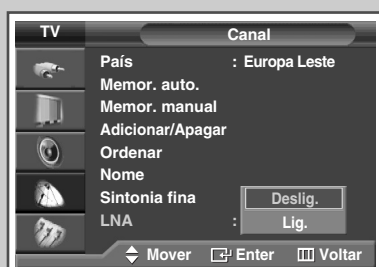 TV
Canal
País : Europa Leste
Memor. auto.
Memor. manual
Adicionar/Apagar
Ordenar
Nome
Sintonia fina
Deslig.
LNA :
Lig.
Mover Enter Voltar